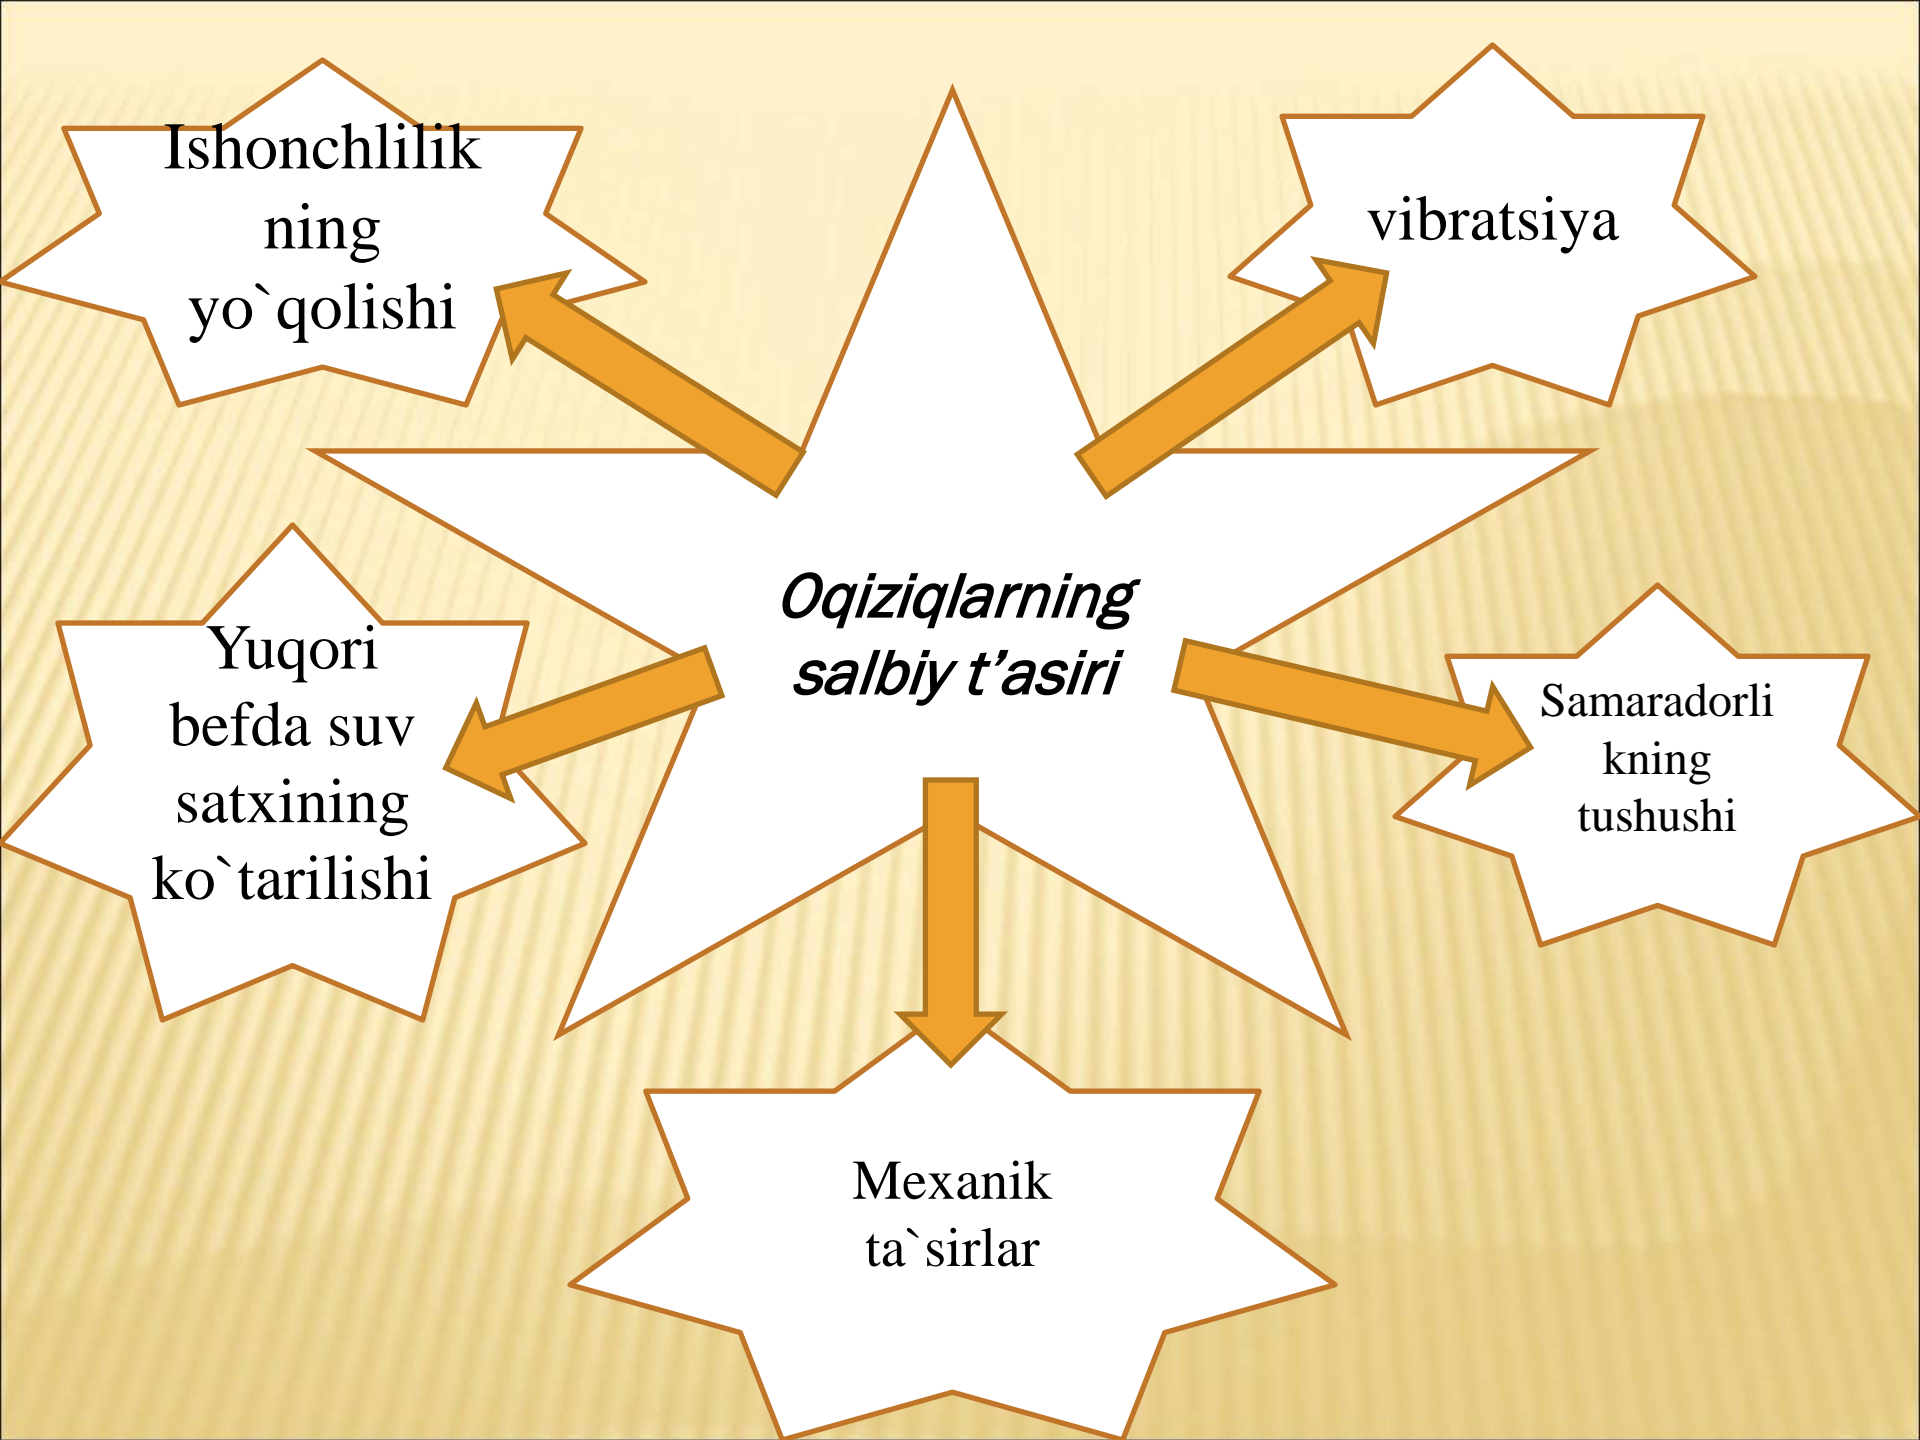 Ishonchlilik
ning
yo`qolishi
vibratsiya
Oqiziqlarning
salbiy t’asiri
Yuqori
befda suv
satxining
ko`tarilishi
Samaradorli
kning
tushushi
Mexanik
ta`sirlar